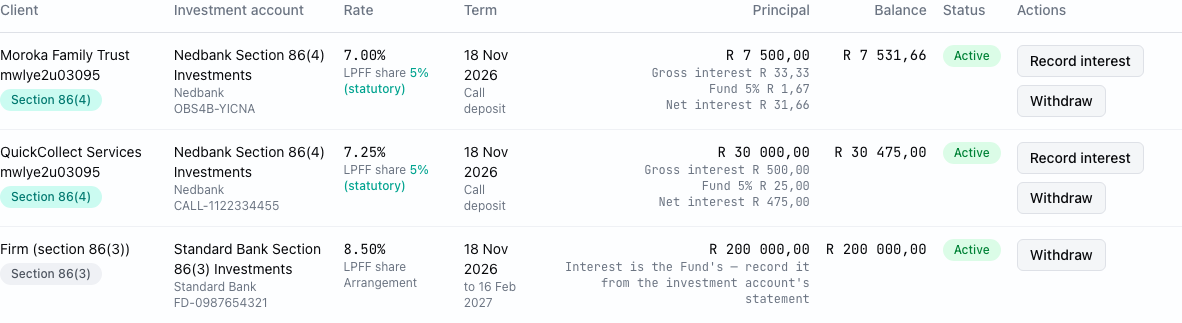 Client Investment account Rate Term Principal Balance Status Actions
Moroka Family Trust
mwlye2u03095
Section 86(4)
Nedbank Section 86(4)
Investments
Nedbank
OBS4B-YICNA
7.00%
LPFF share 5%
(statutory)
18 Nov
2026
Call
deposit
R 7 500,00
Gross interest R 33,33
Fund 5% R 1,67
Net interest R 31,66
R 7 531,66
Active
Record interest
Withdraw
QuickCollect Services
mwlye2u03095
Section 86(4)
Nedbank Section 86(4)
Investments
Nedbank
CALL-1122334455
7.25%
LPFF share 5%
(statutory)
18 Nov
2026
Call
deposit
R 30 000,00
Gross interest R 500,00
Fund 5% R 25,00
Net interest R 475,00
R 30 475,00
Active
Record interest
Withdraw
Firm (section 86(3))
Section 86(3)
Standard Bank Section
86(3) Investments
Standard Bank
FD-0987654321
8.50%
LPFF share
Arrangement
18 Nov
2026
to 16 Feb
2027
R 200 000,00
Interest is the Fund's — record it
from the investment account's
statement
R 200 000,00
Active
Withdraw